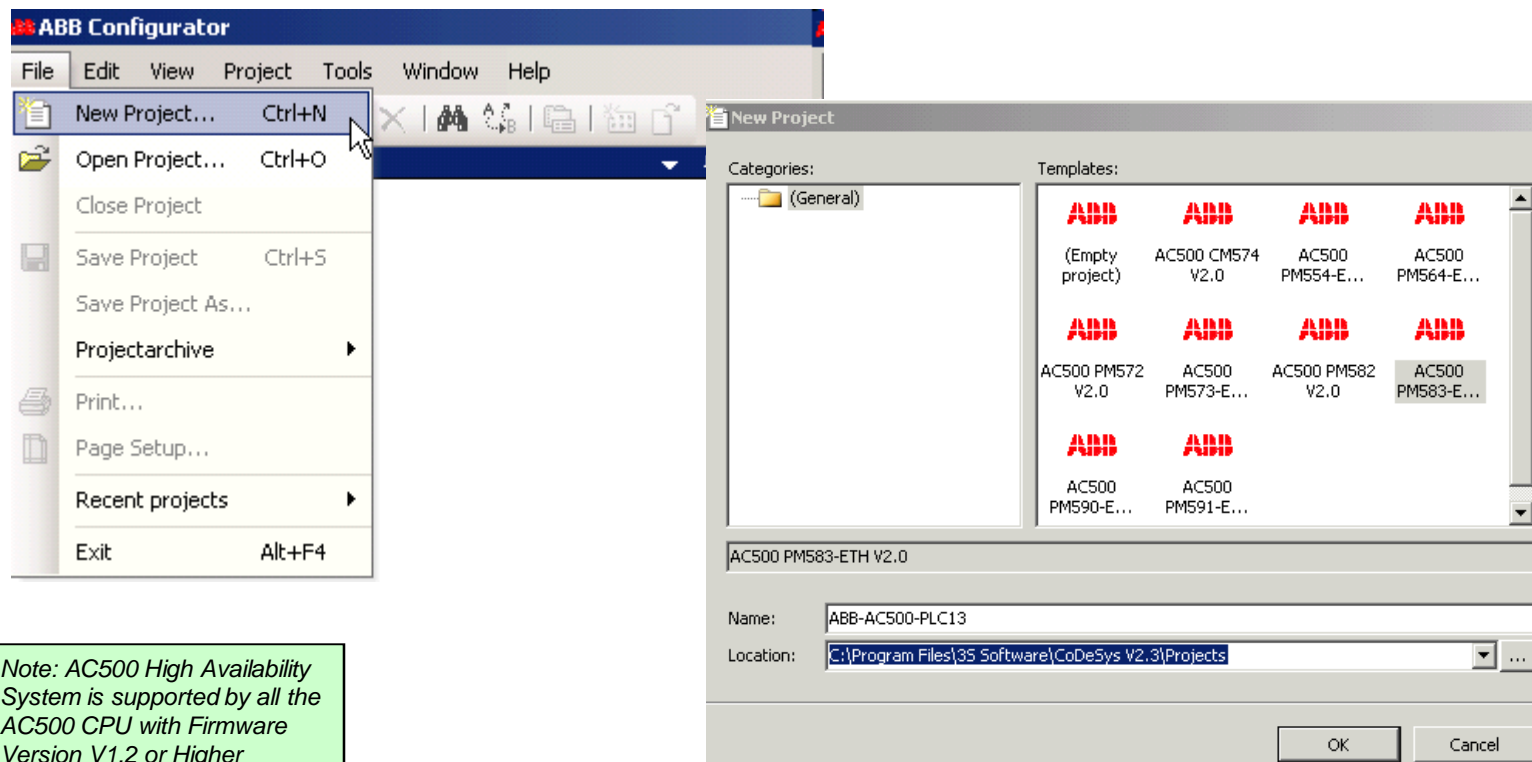 ABB Configurator
File Edit View Project Tools Window Help
New Project... Ctrl+N
Open Project... Ctrl+O
Close Project
Save Project Ctrl+S
Save Project As...
Projectarchive
Print...
Page Setup...
Recent projects
Exit Alt+F4
Note: AC500 High Availability
System is supported by all the
AC500 CPU with Firmware
Version V1.2 or Higher
New Project
Categories:
(General)
Templates:
ABB ABB ABB ABB
(Empty project) AC500 CM574 V2.0 AC500 PM554-E... AC500 PM564-E...
ABB ABB ABB ABB
AC500 PM572 V2.0 AC500 PM573-E... AC500 PM582 V2.0 AC500 PM583-E...
ABB ABB
AC500 PM590-E... AC500 PM591-E...
AC500 PM583-ETH V2.0
Name: ABB-AC500-PLC13
Location: C:\Program Files\3S Software\CoDeSys V2.3\Projects ...
OK Cancel